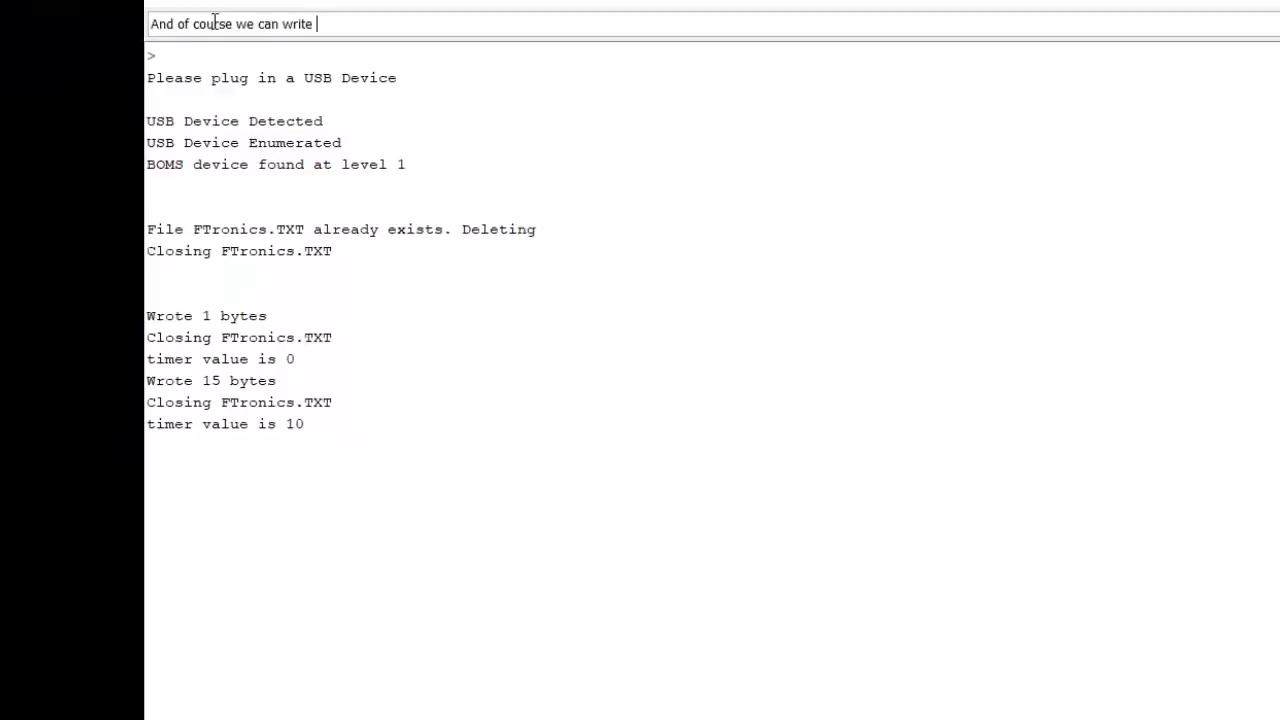 And of course we can write
>
Please plug in a USB Device
USB Device Detected
USB Device Enumerated
BOMS device found at level 1
File FTronics.TXT already exists. Deleting
Closing FTronics.TXT
Wrote 1 bytes
Closing FTronics.TXT
timer value is 0
Wrote 15 bytes
Closing FTronics.TXT
timer value is 10